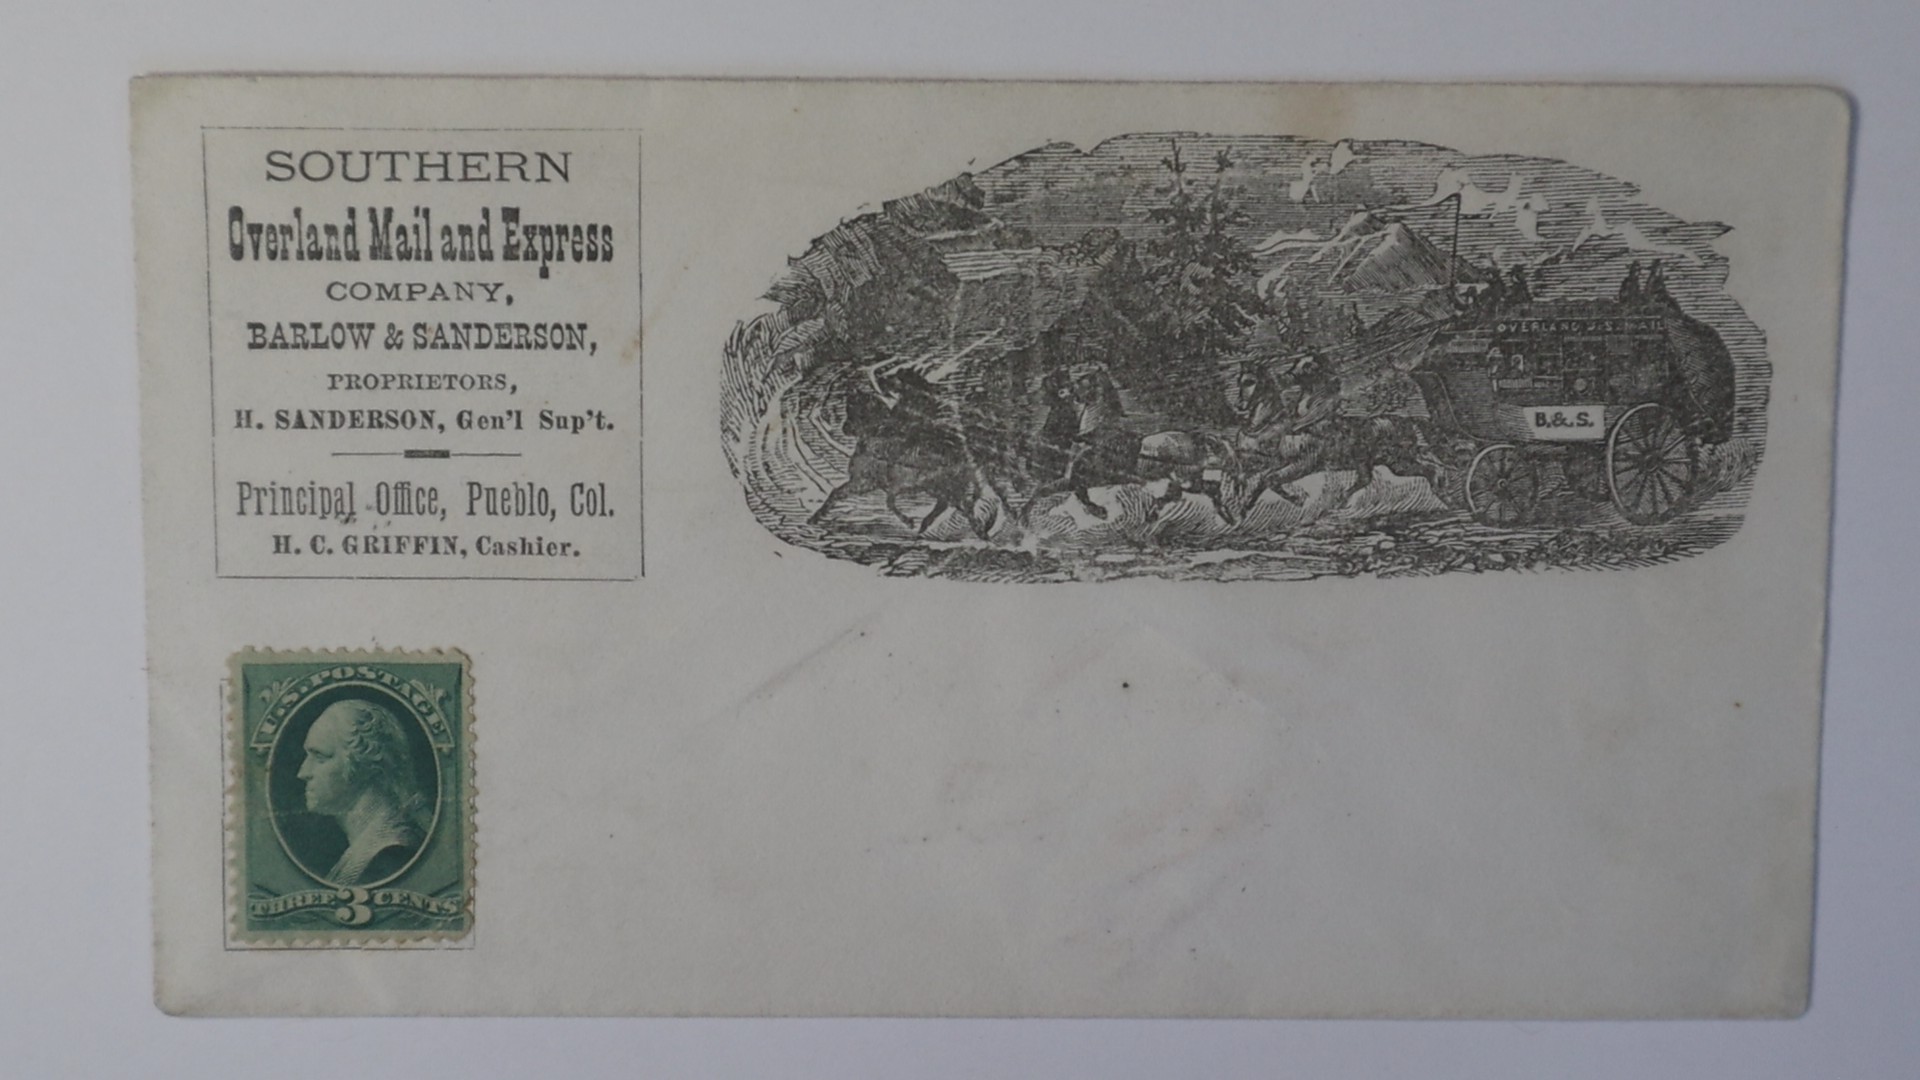 SOUTHERN
Overland Mail and Express
COMPANY,
BARLOW & SANDERSON,
PROPRIETORS,
H. SANDERSON, Gen'l Sup't.
Principal Office, Pueblo, Col.
H. C. GRIFFIN, Cashier.
OVERLAND U.S. MAIL
B.&.S.
U.S. POSTAGE
THREE 3 CENTS